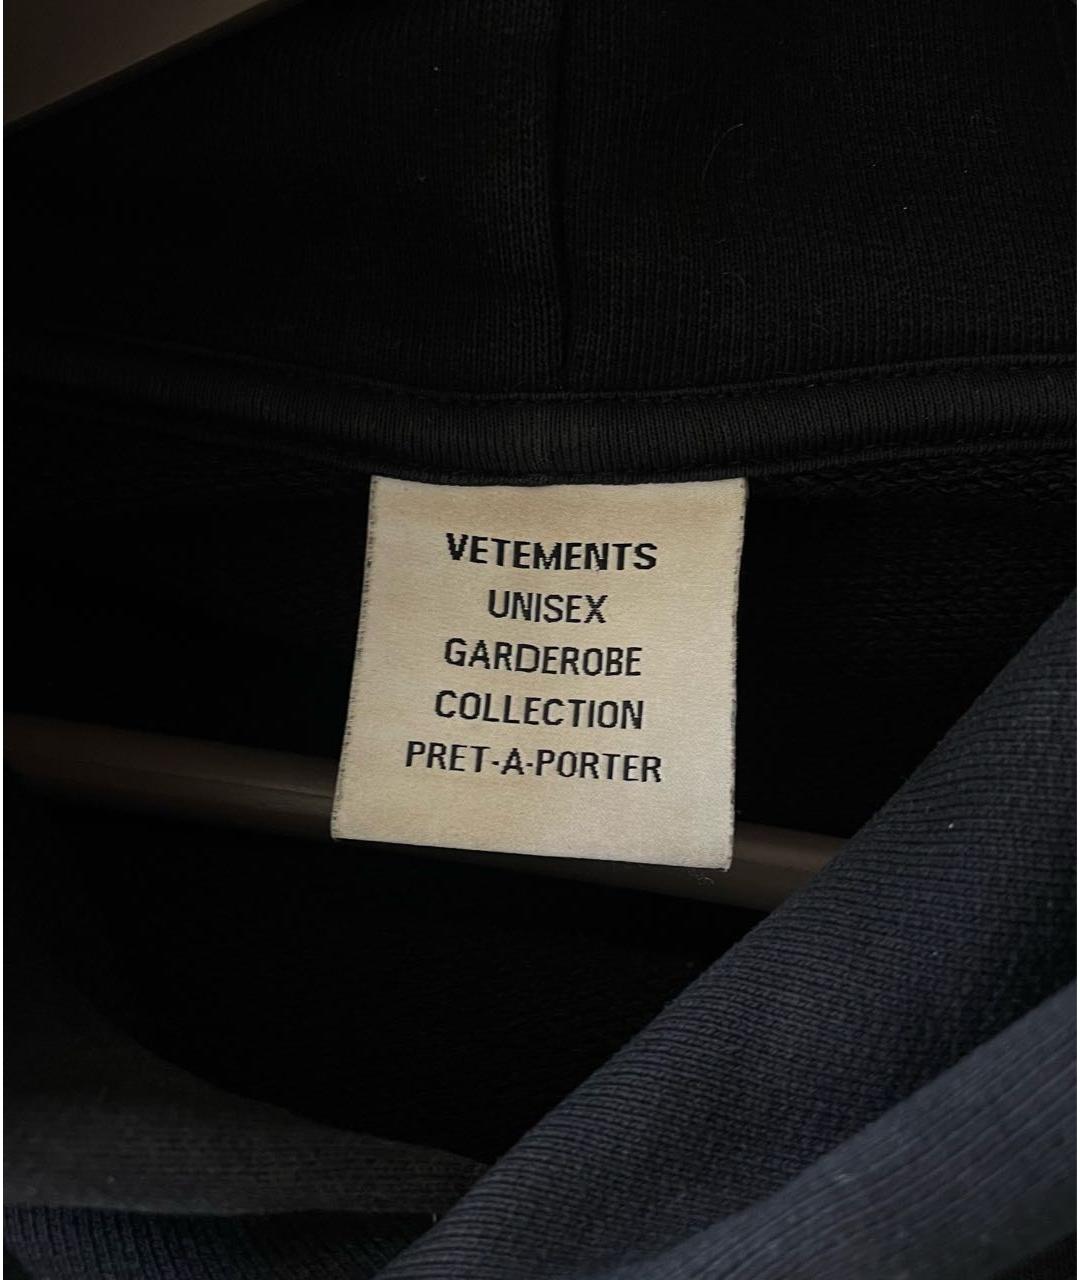 VETEMENTS
UNISEX
GARDEROBE
COLLECTION
PRET-A-PORTER